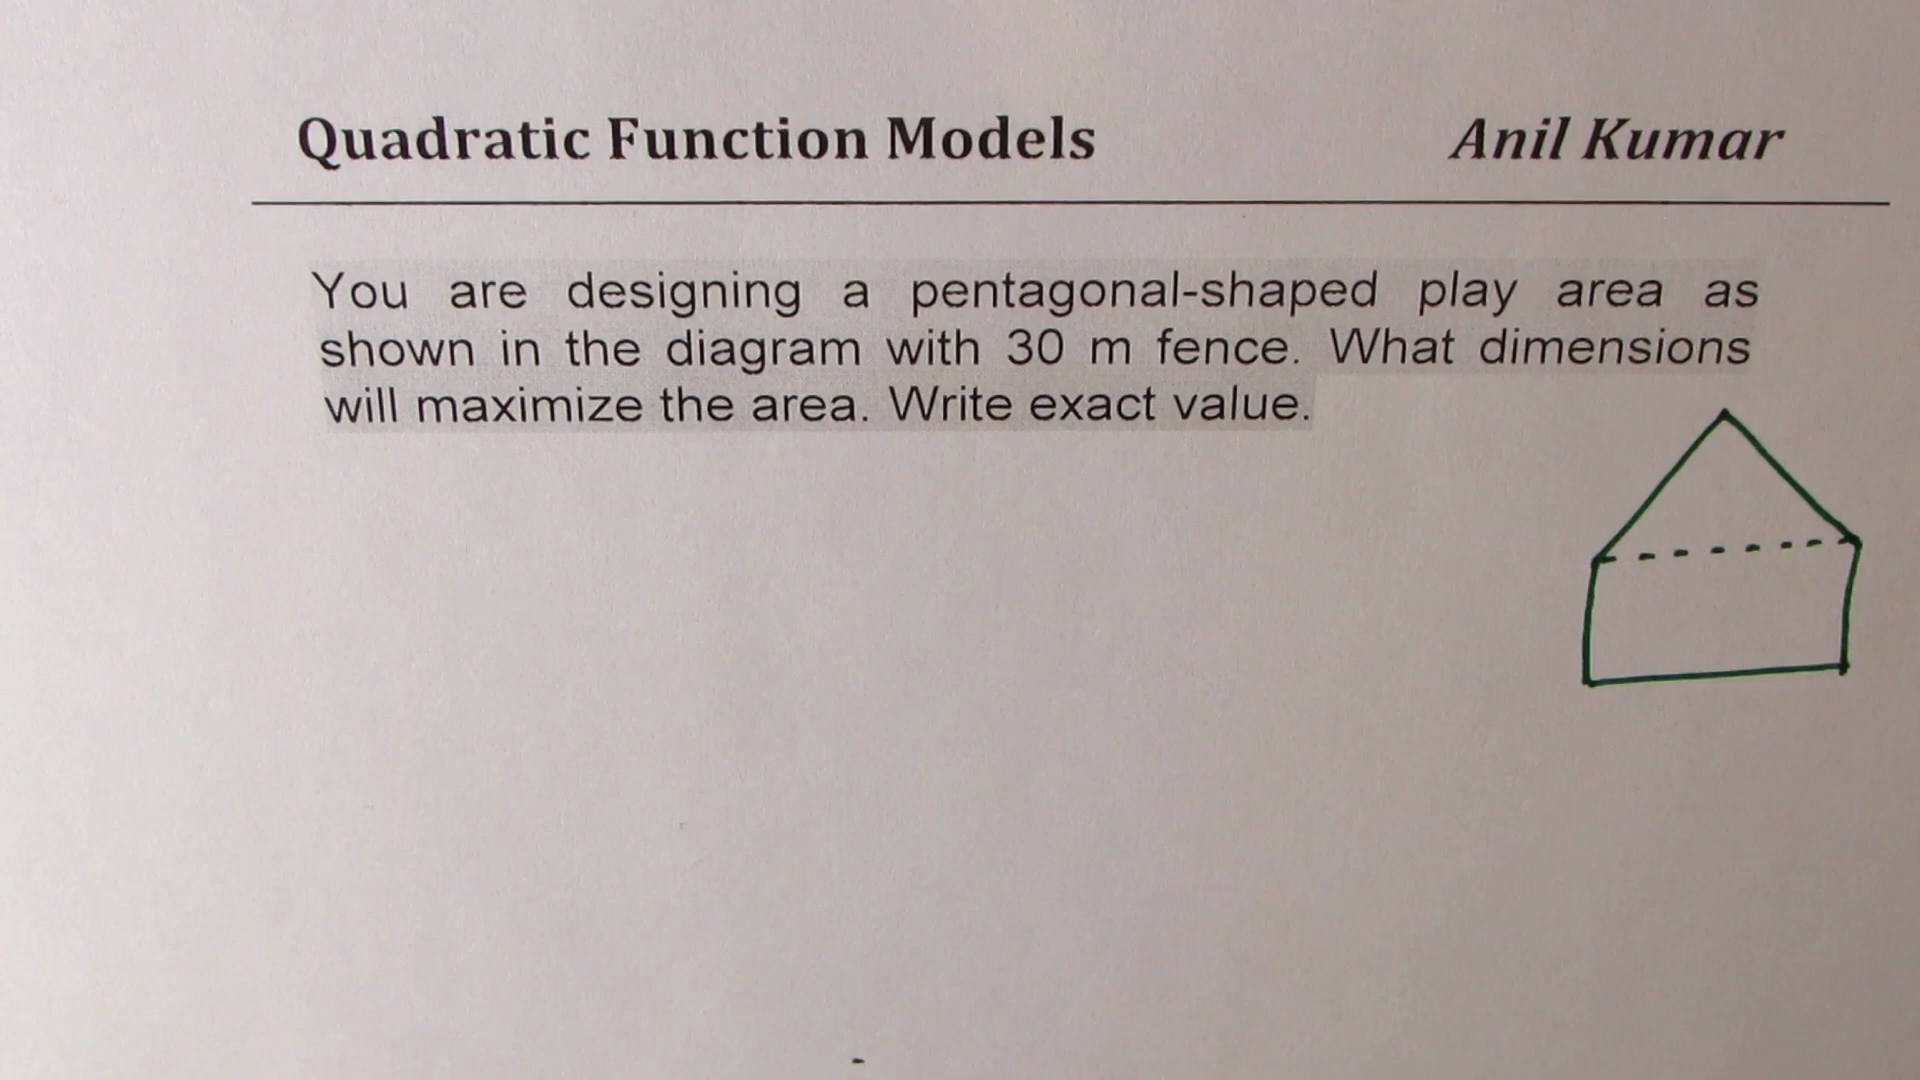 Quadratic Function Models Anil Kumar
You are designing a pentagonal-shaped play area as
shown in the diagram with 30 m fence. What dimensions
will maximize the area. Write exact value.